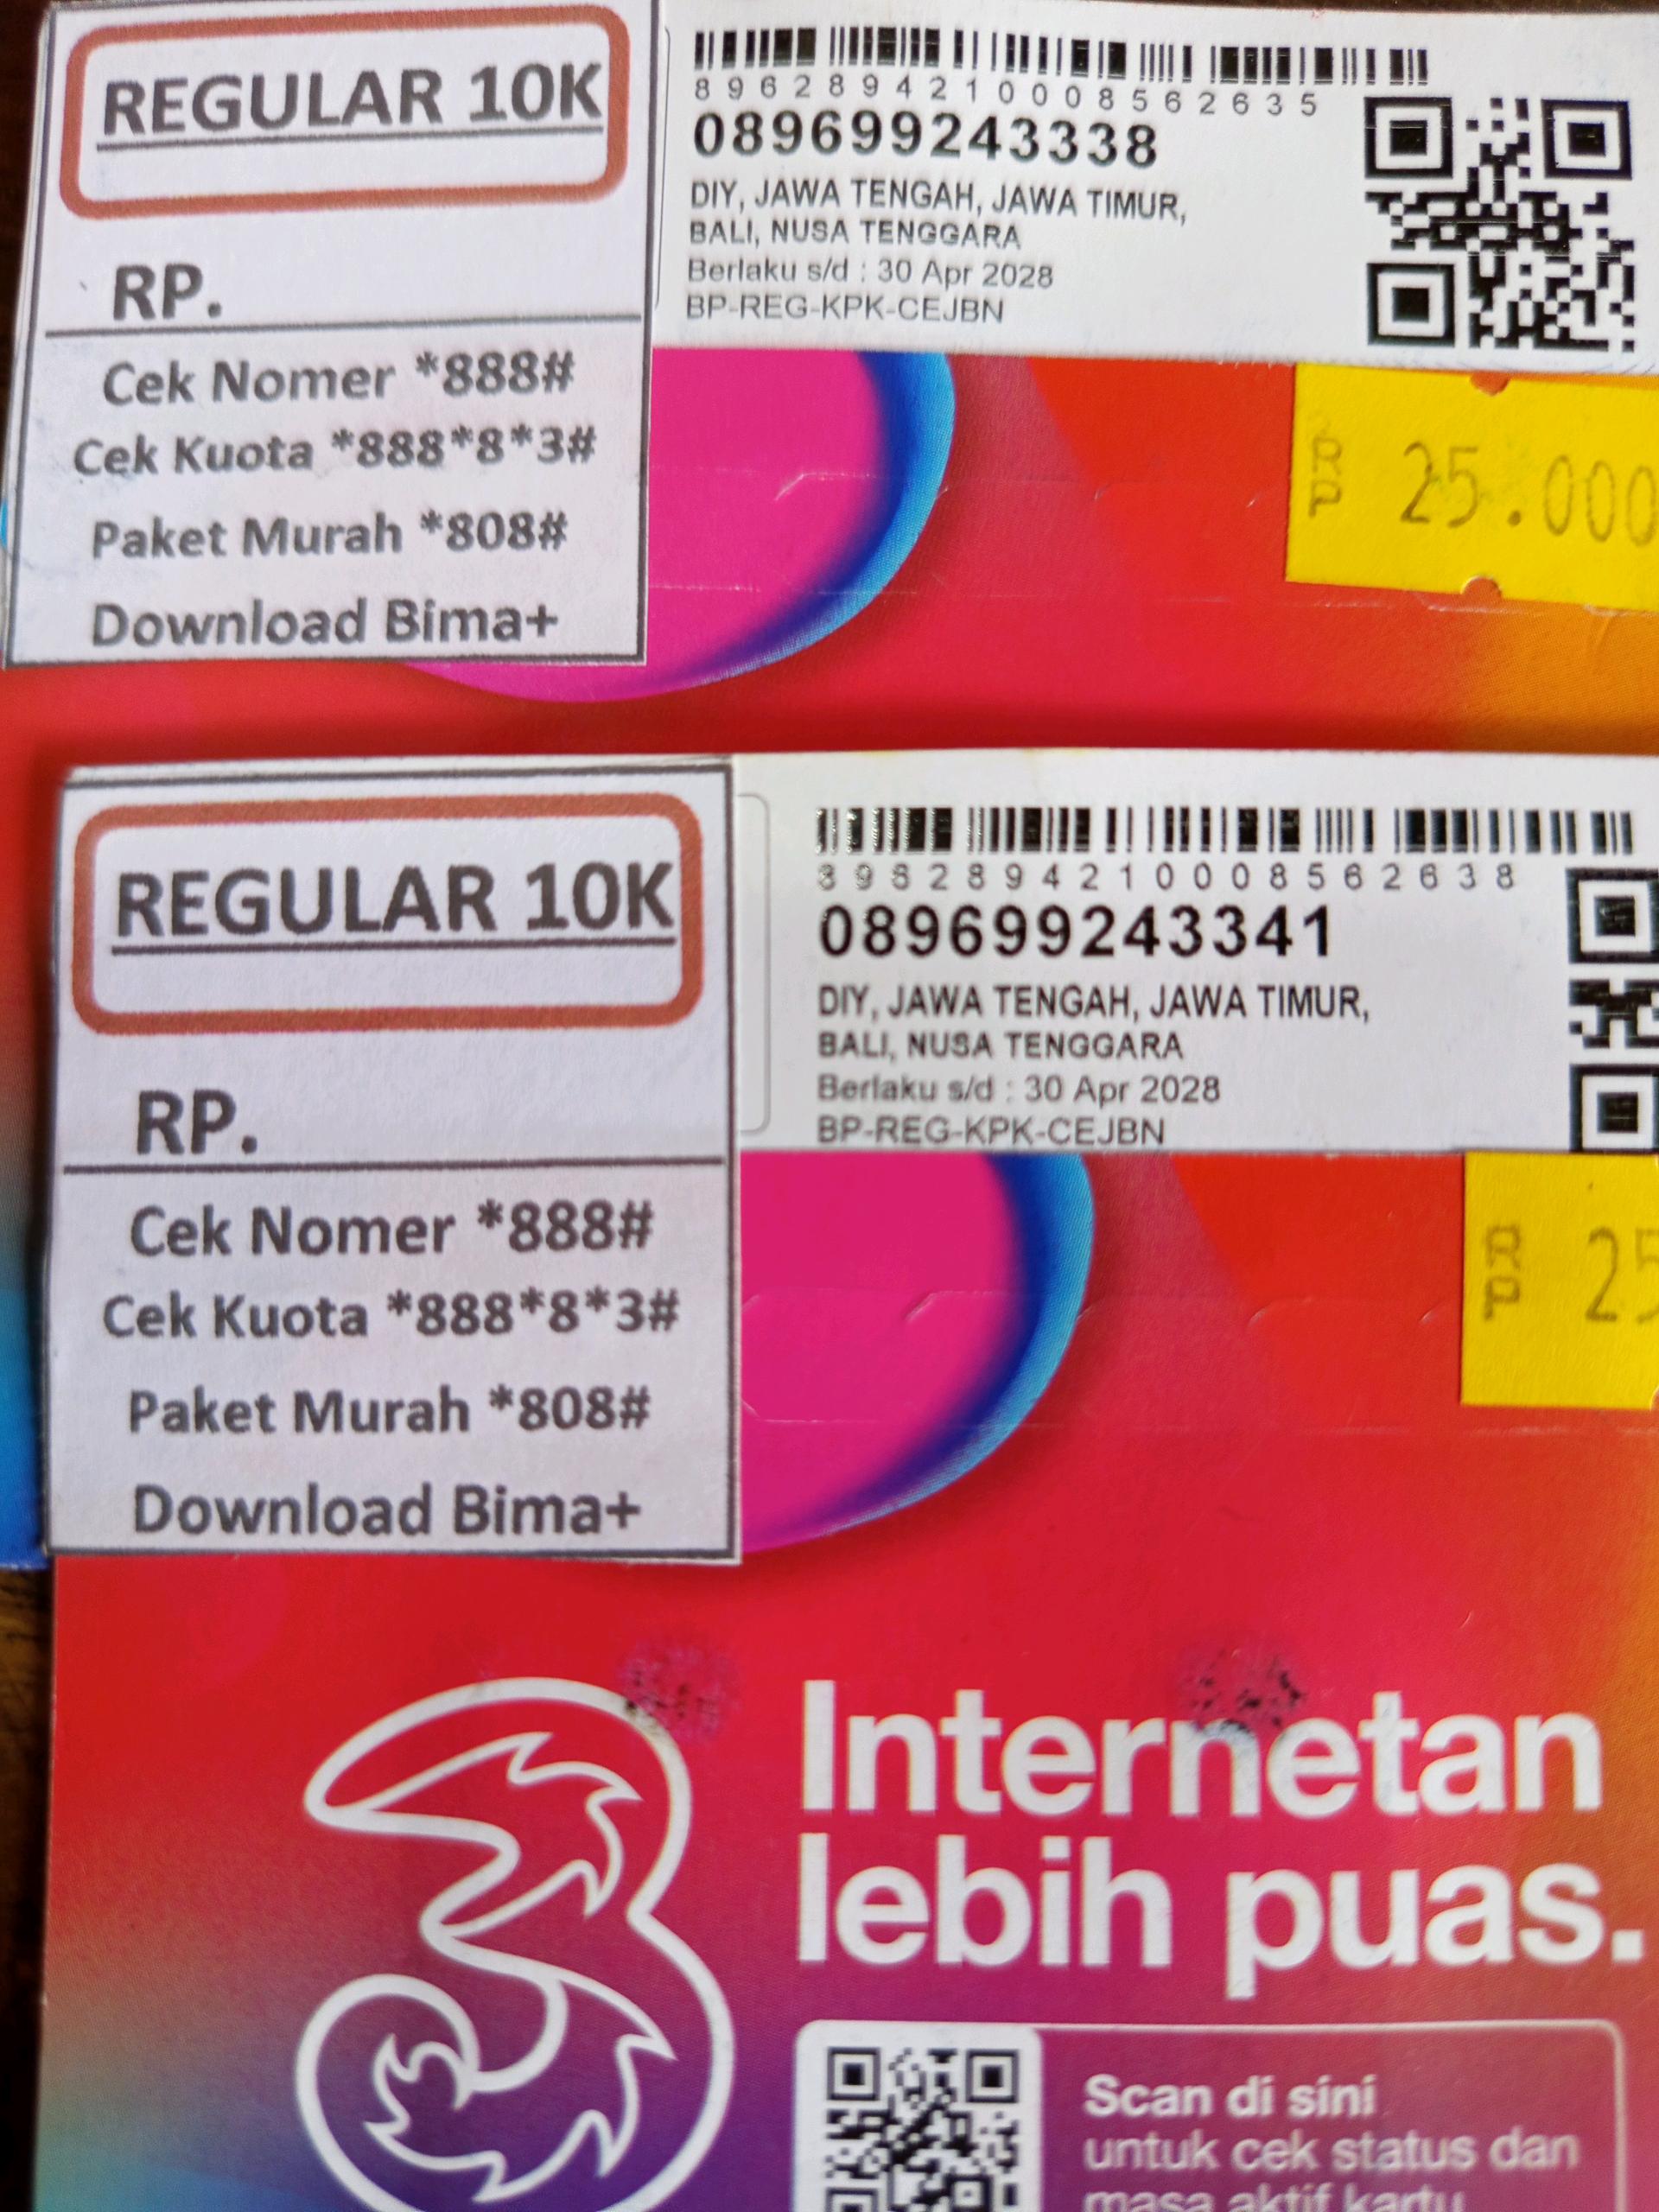 REGULAR 10K
RP.
Cek Nomer *888#
Cek Kuota *888*8*3#
Paket Murah *808#
Download Bima+
8962894210008562635
089699243338
DIY, JAWA TENGAH, JAWA TIMUR,
BALI, NUSA TENGGARA
Berlaku s/d : 30 Apr 2028
BP-REG-KPK-CEJBN
RP 25.000
REGULAR 10K
RP.
Cek Nomer *888#
Cek Kuota *888*8*3#
Paket Murah *808#
Download Bima+
8962894210008562638
089699243341
DIY, JAWA TENGAH, JAWA TIMUR,
BALI, NUSA TENGGARA
Berlaku s/d : 30 Apr 2028
BP-REG-KPK-CEJBN
RP 25
3
Internetan
lebih puas.
Scan di sini
untuk cek status dan
masa aktif kartu